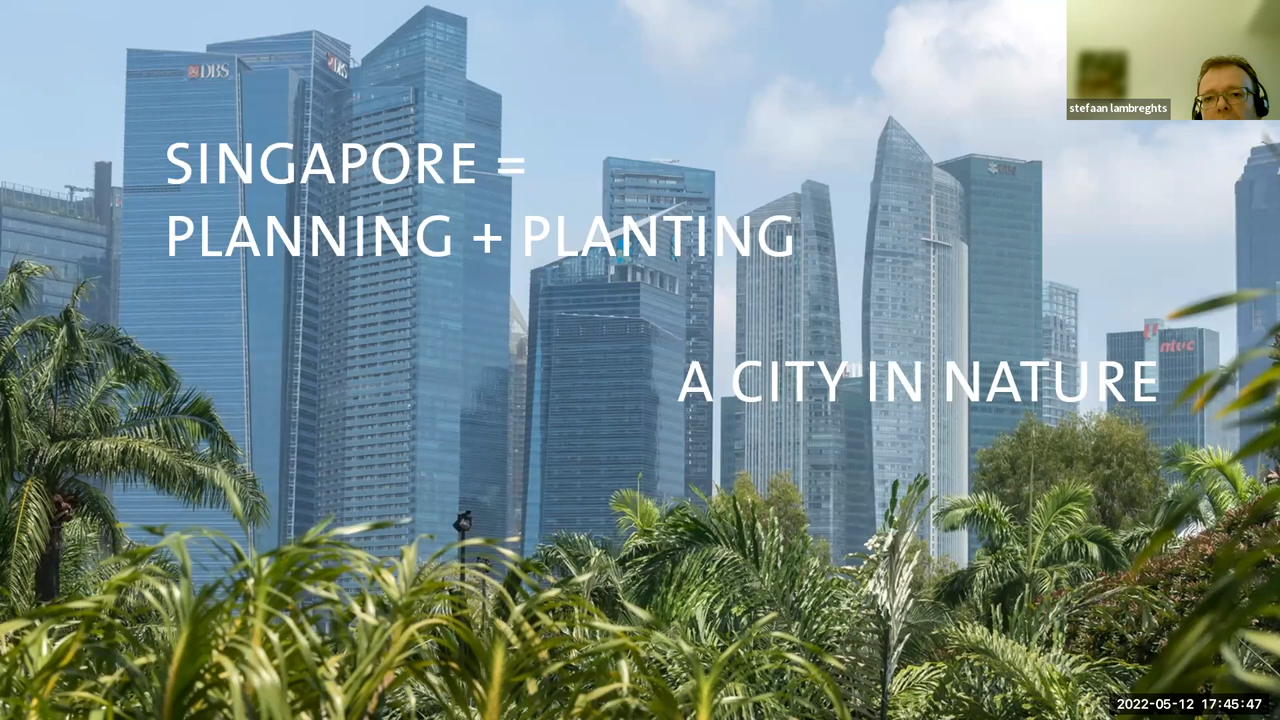 DBS
DBS
SINGAPORE =
PLANNING + PLANTING
A CITY IN NATURE
ntuc
stefaan lambreghts
2022-05-12 17:45:47